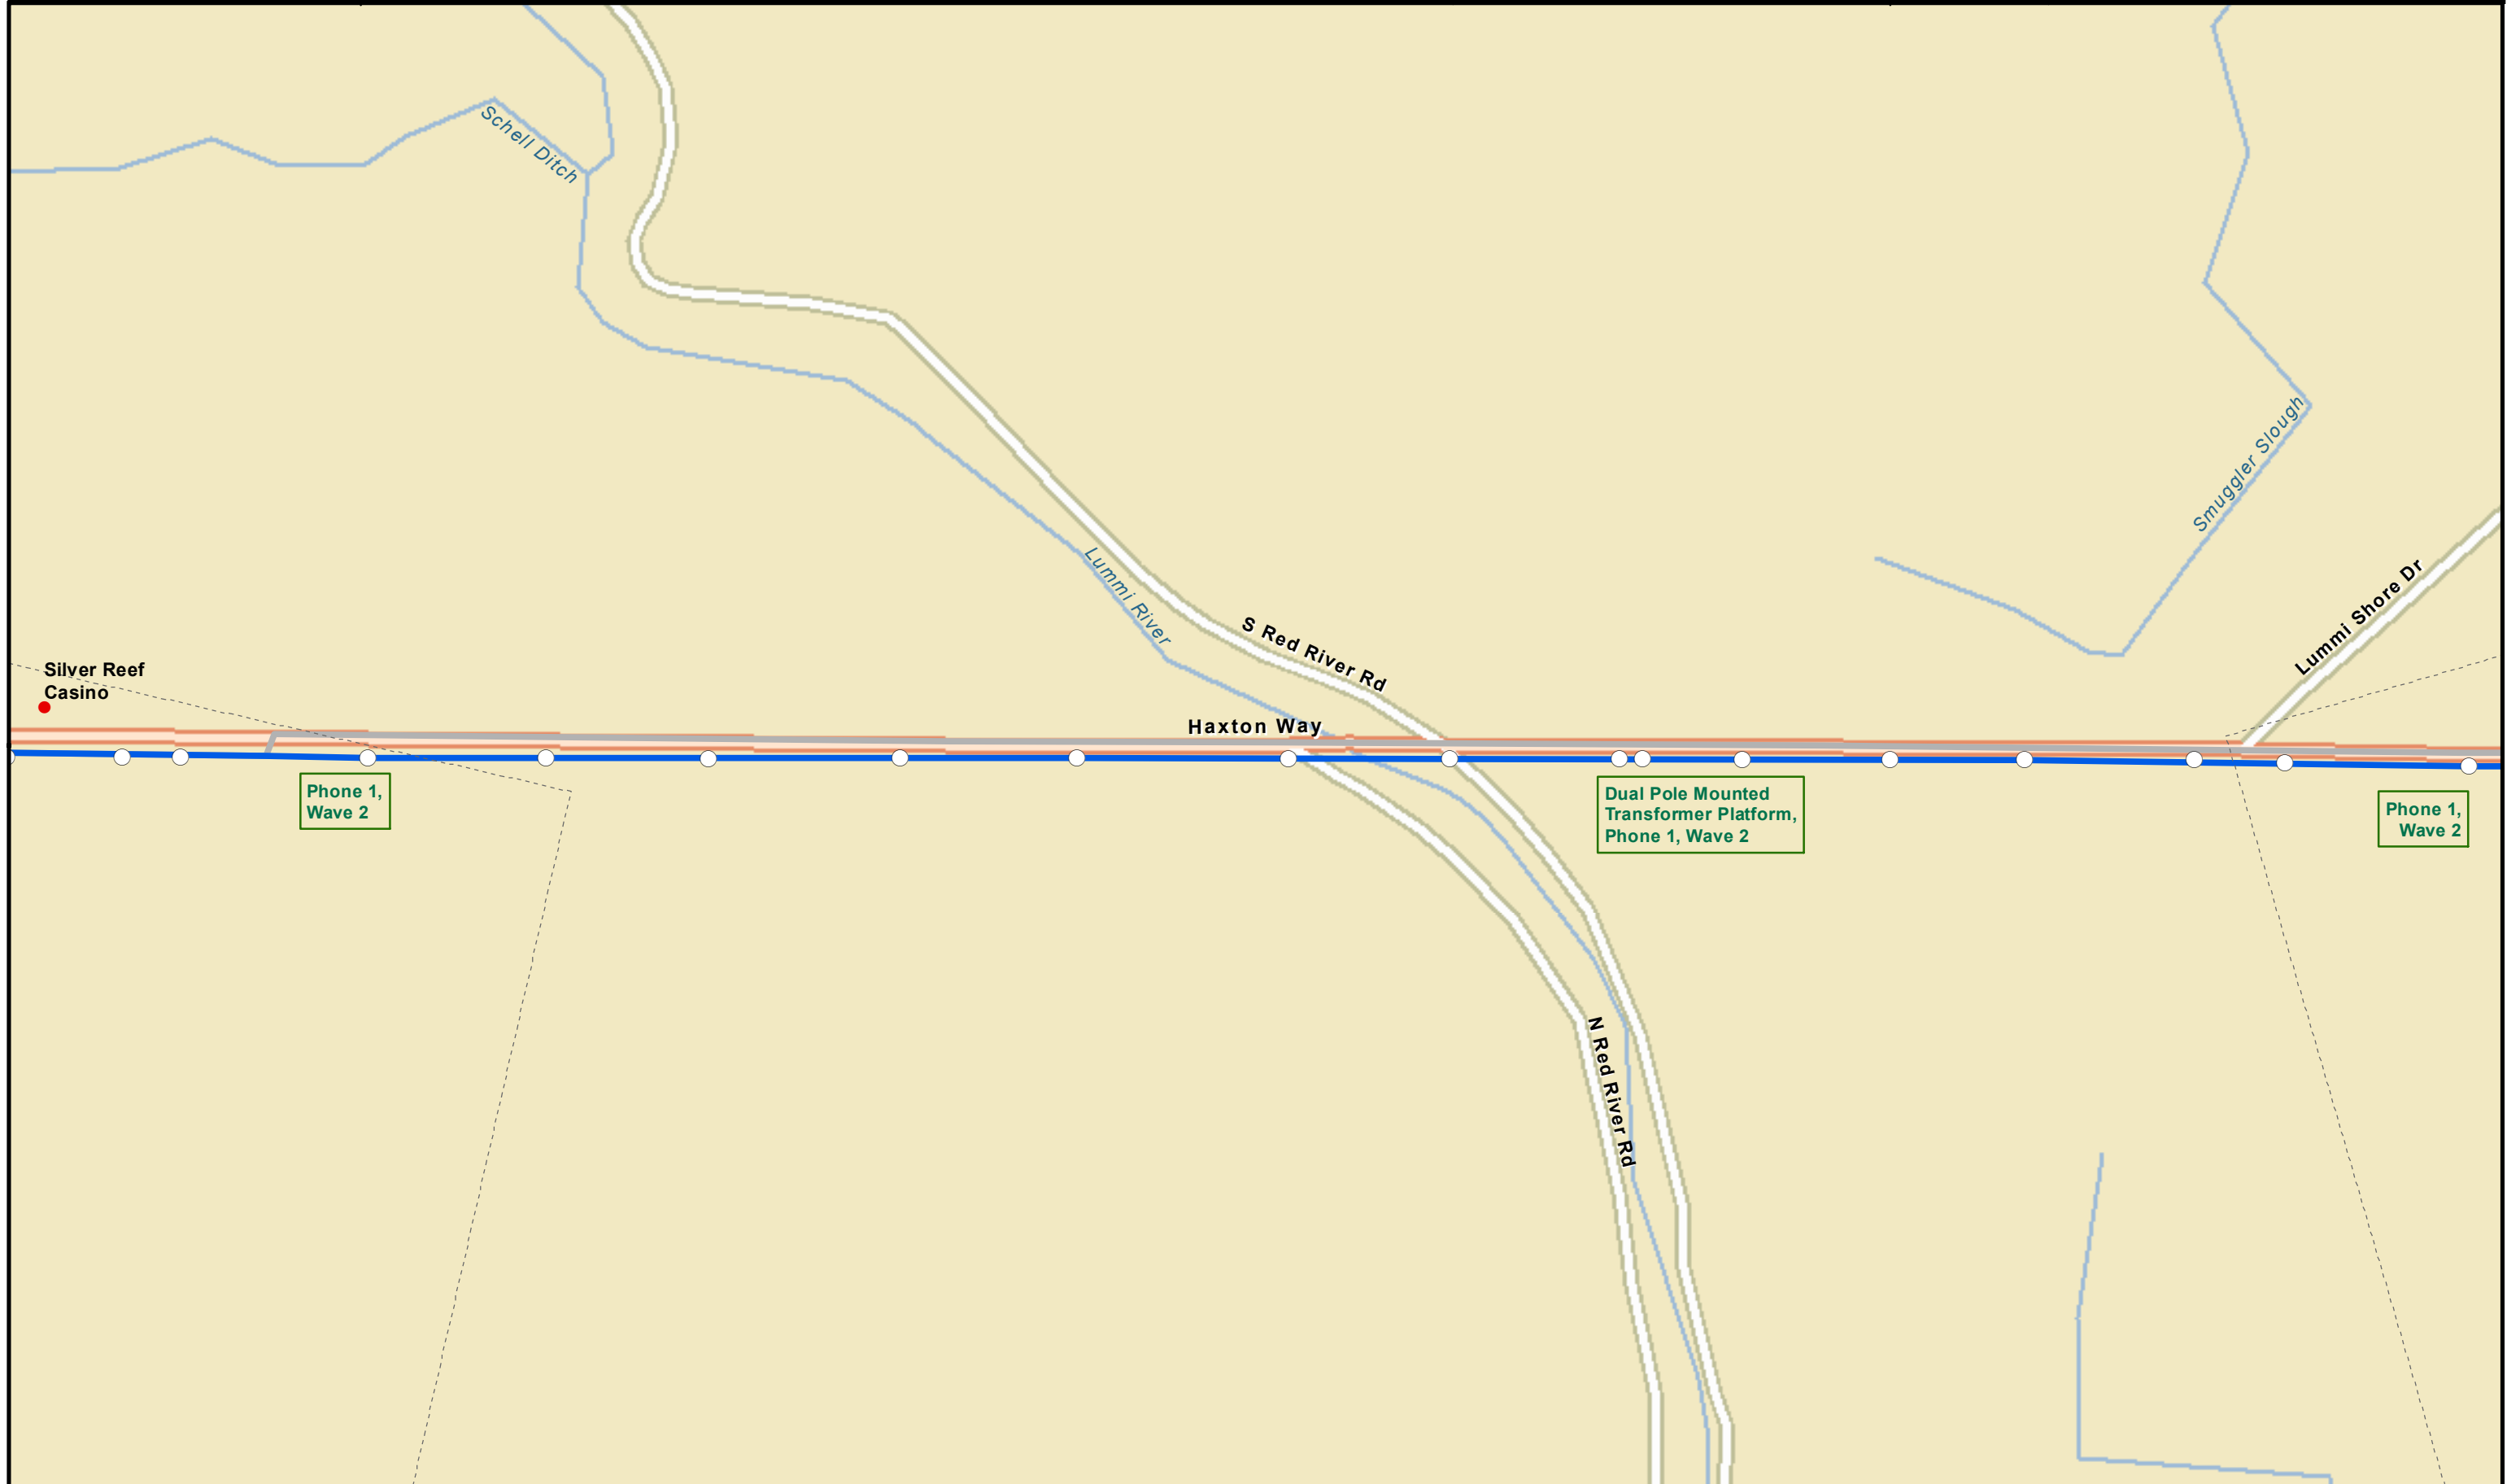 Schell Ditch
Smuggler Slough
Lummi River
Lummi Shore Dr
S Red River Rd
Silver Reef
Casino
Haxton Way
Phone 1,
Wave 2
Dual Pole Mounted
Transformer Platform,
Phone 1, Wave 2
Phone 1,
Wave 2
N Red River Rd